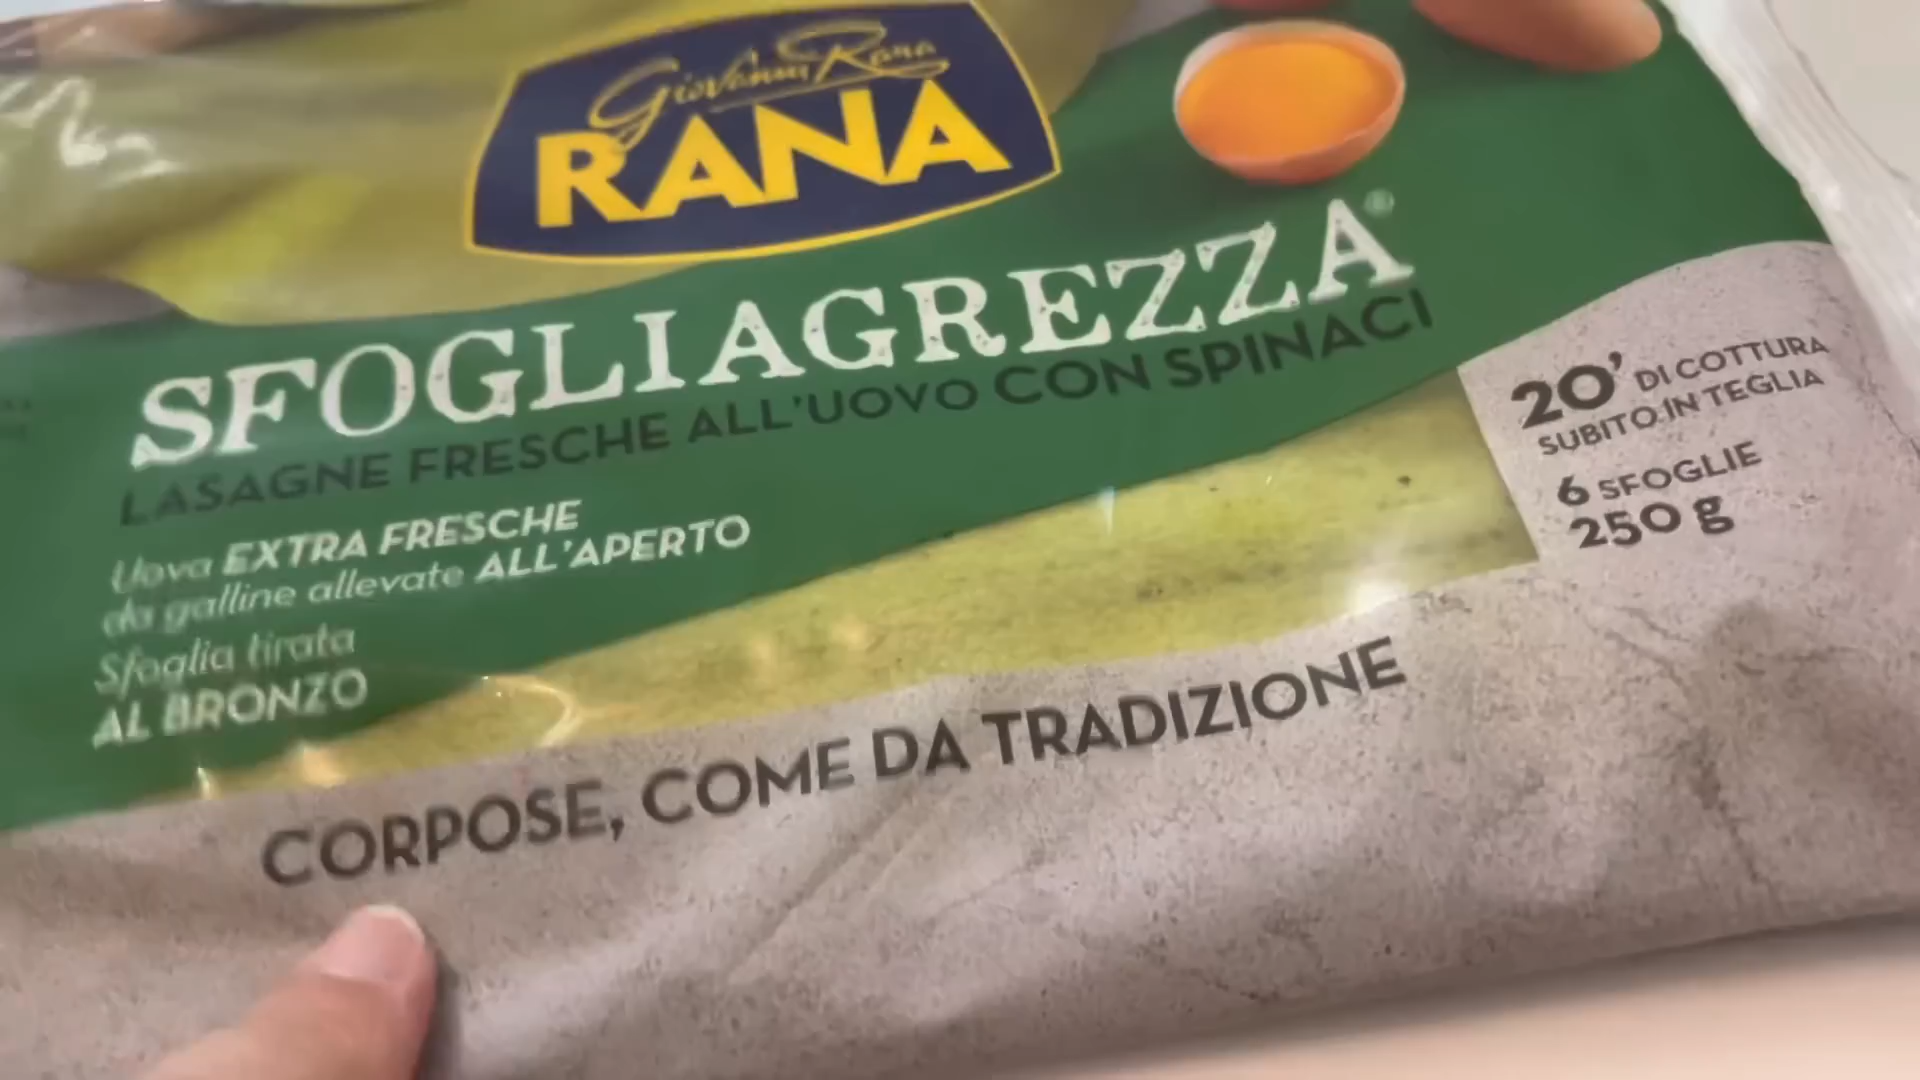 Giovanni Rana
RANA
SFOGLIAGREZZA®
LASAGNE FRESCHE ALL'UOVO CON SPINACI
Uova EXTRA FRESCHE
da galline allevate ALL'APERTO
Sfoglia tirata
AL BRONZO
20' DI COTTURA
SUBITO IN TEGLIA
6 SFOGLIE
250 g
CORPOSE, COME DA TRADIZIONE